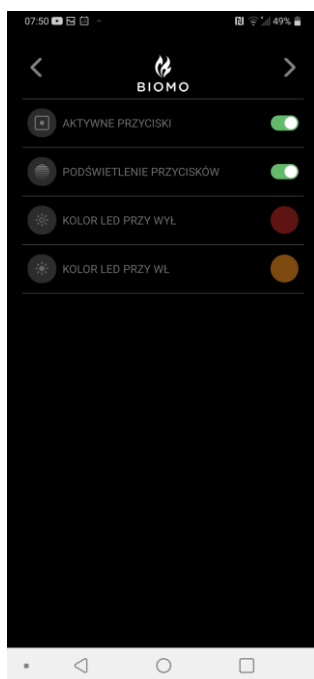 07:50
49%
BIOMO
AKTYWNE PRZYCISKI
PODŚWIETLENIE PRZYCISKÓW
KOLOR LED PRZY WYŁ
KOLOR LED PRZY WŁ